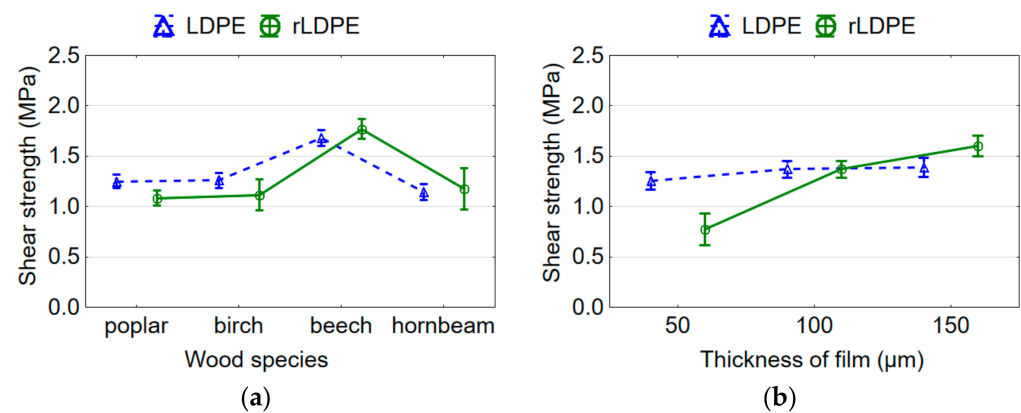 LDPE rLDPE
Shear strength (MPa)
2.5
2.0
1.5
1.0
0.5
0.0
poplar birch beech hornbeam
Wood species
(a)
LDPE rLDPE
Shear strength (MPa)
2.5
2.0
1.5
1.0
0.5
0.0
50 100 150
Thickness of film (µm)
(b)